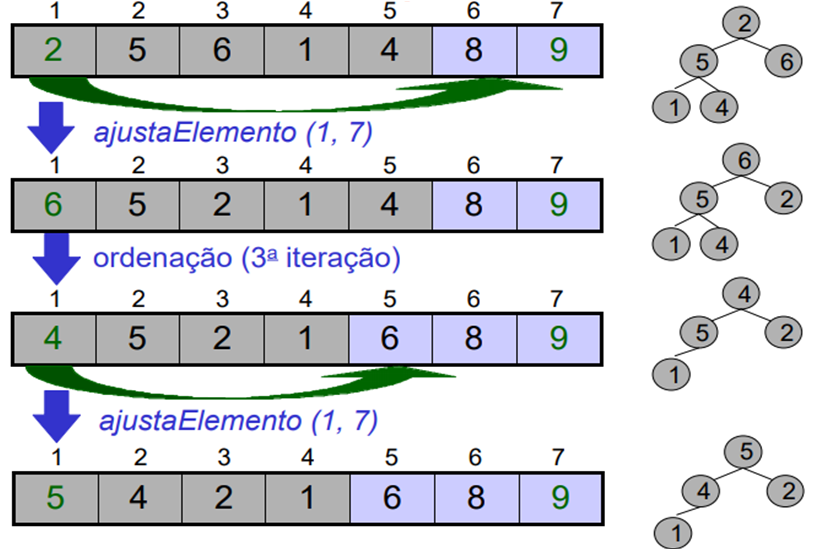 1 2 3 4 5 6 7
2 5 6 1 4 8 9
2
5 6
1 4
ajustaElemento (1, 7)
1 2 3 4 5 6 7
6 5 2 1 4 8 9
6
5 2
1 4
ordenação (3ª iteração)
1 2 3 4 5 6 7
4 5 2 1 6 8 9
4
5 2
1
ajustaElemento (1, 7)
1 2 3 4 5 6 7
5 4 2 1 6 8 9
5
4 2
1